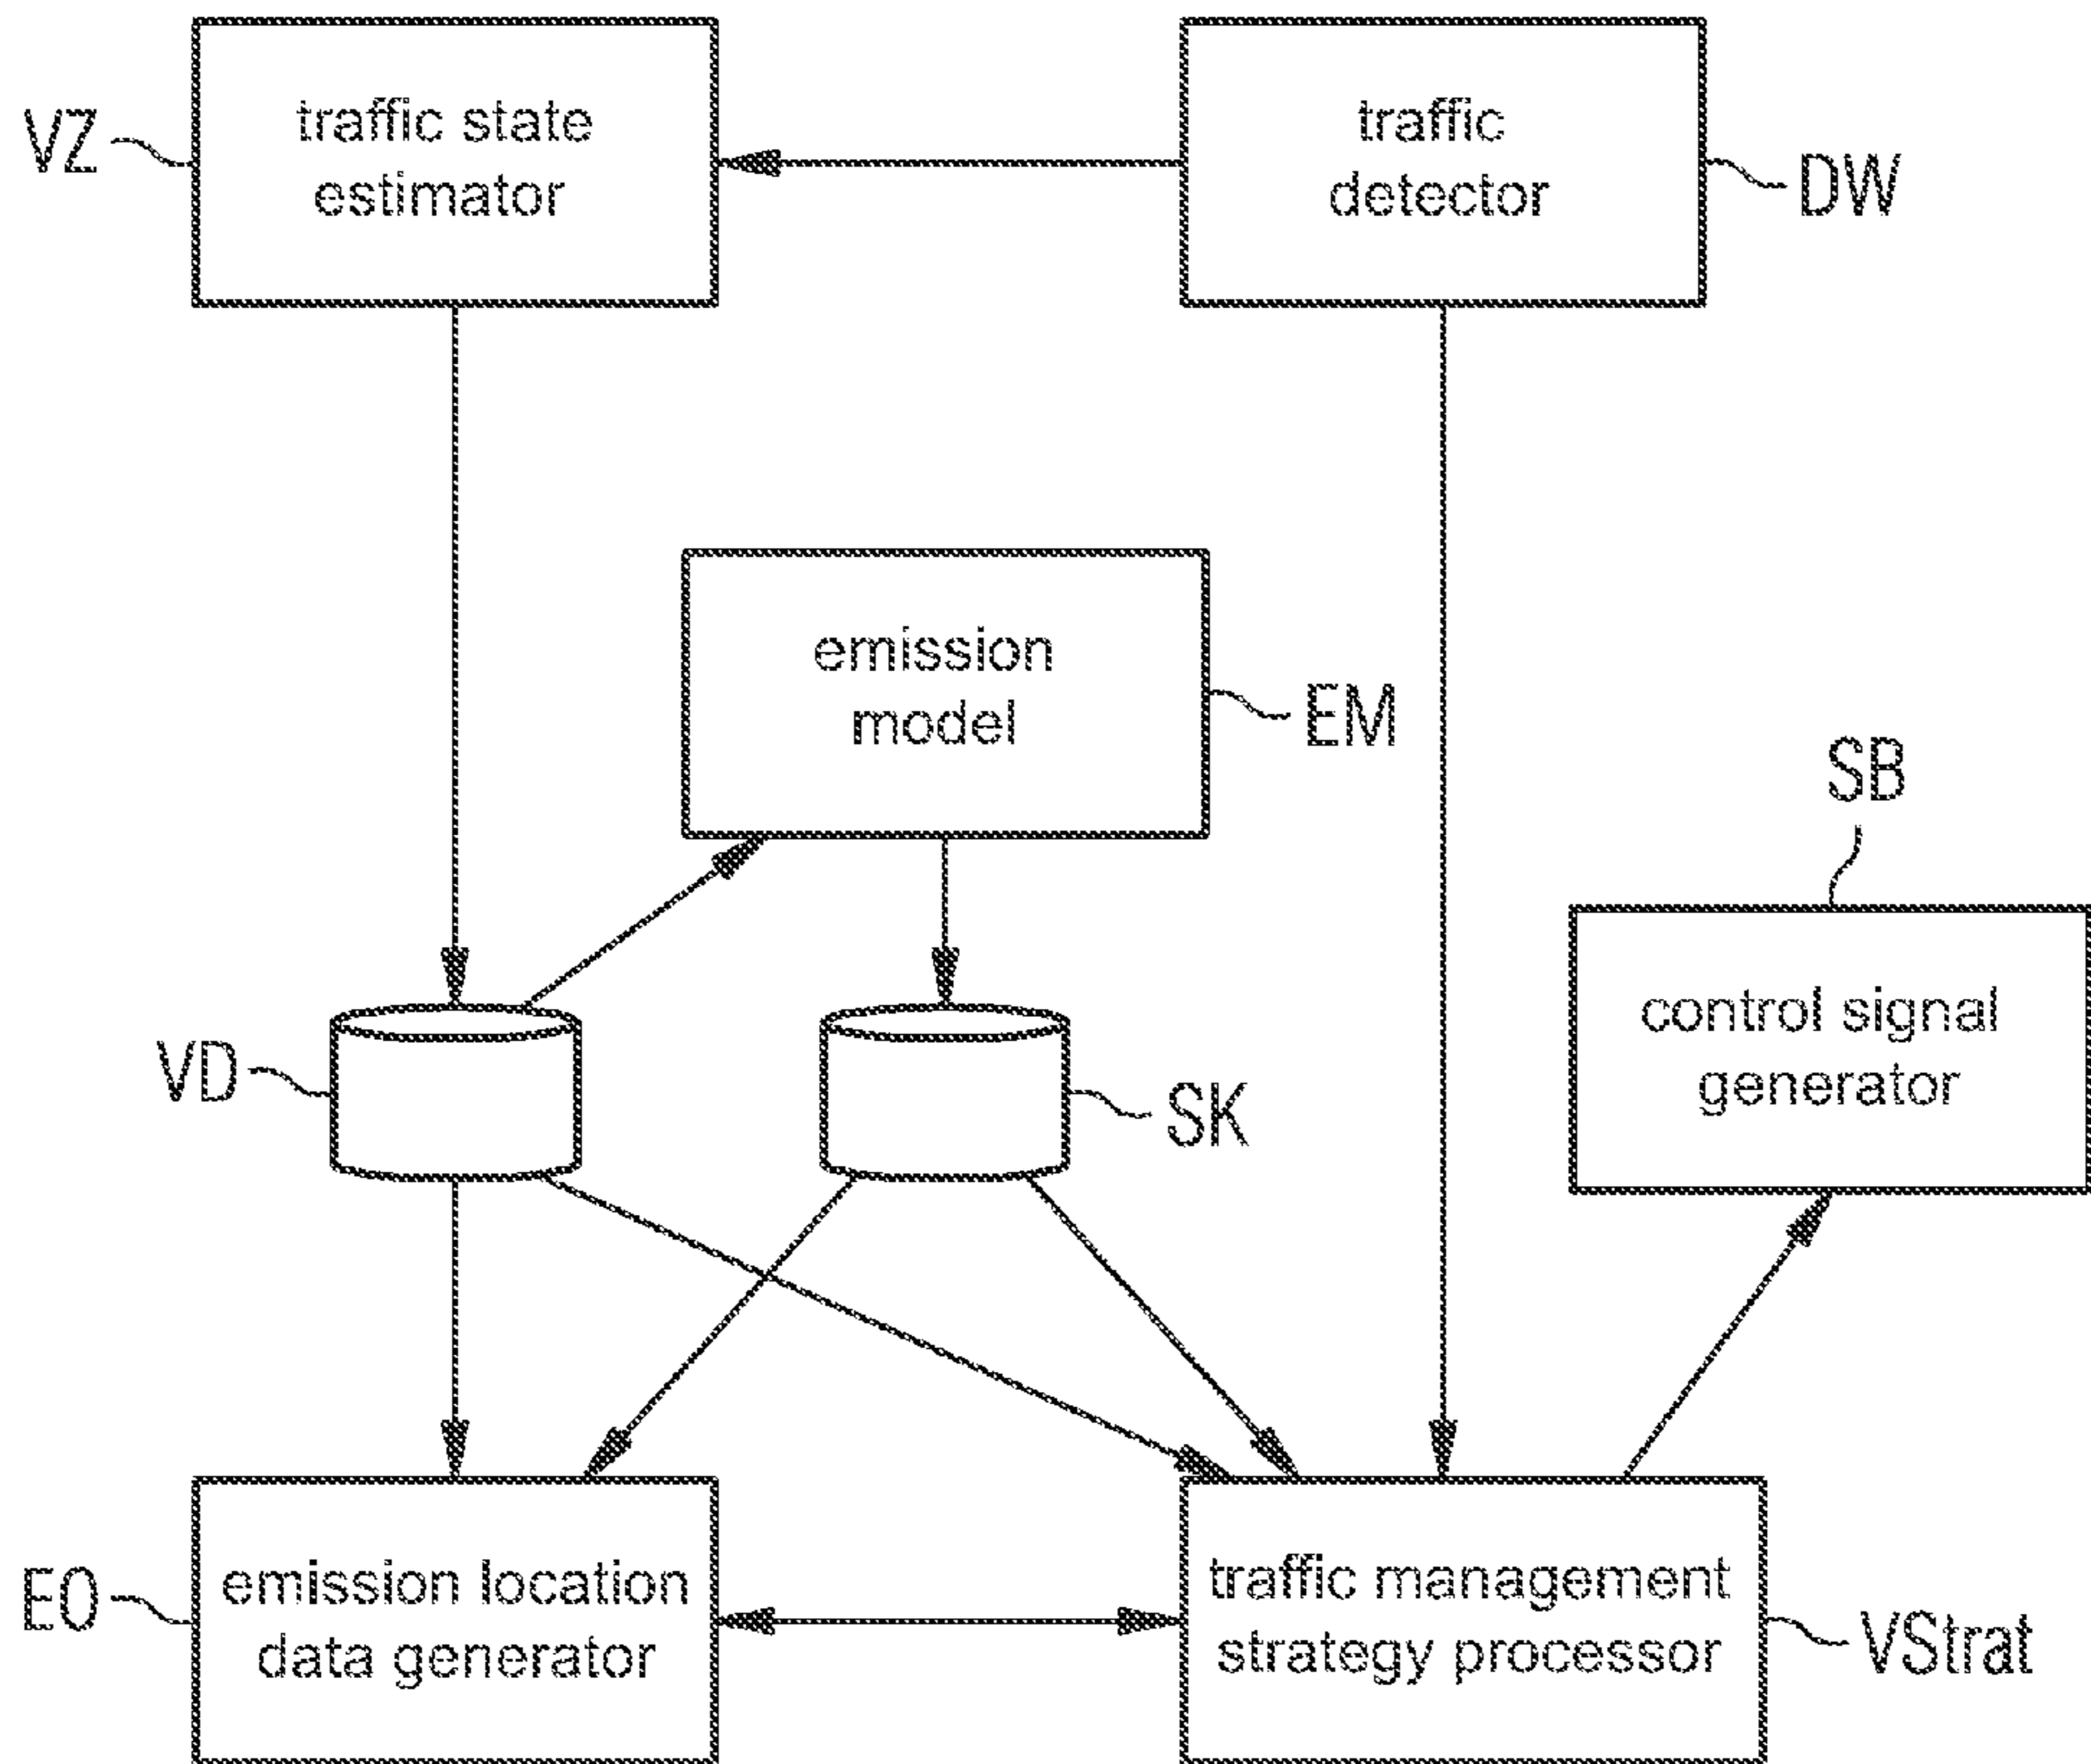 VZ
traffic state
estimator
traffic
detector
DW
emission
model
EM
SB
control signal
generator
VD
SK
EO
emission location
data generator
traffic management
strategy processor
VStrat